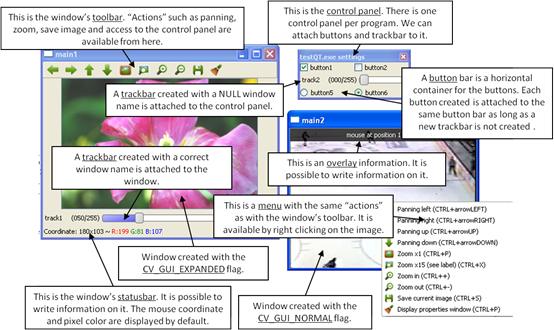 This is the window's toolbar. "Actions" such as panning,
zoom, save image and access to the control panel are
available from here.
This is the control panel. There is one
control panel per program. We can
attach buttons and trackbar to it.
main1
testQT.exe settings
button1
button2
track2
(000/255)
button5
button6
A trackbar created with a NULL window
name is attached to the control panel.
A button bar is a horizontal
container for the buttons. Each
button created is attached to the
same button bar as long as a
new trackbar is not created .
main2
mouse at position 1
A trackbar created with a correct
window name is attached to the
window.
This is an overlay information. It is
possible to write information on it.
This is a menu with the same "actions"
as with the window's toolbar. It is
available by right clicking on the image.
track1
(050/255)
Coordinate: 180x103 ~ R:199 G:81 B:107
Panning left (CTRL+arrowLEFT)
Panning right (CTRL+arrowRIGHT)
Panning up (CTRL+arrowUP)
Panning down (CTRL+arrowDOWN)
Zoom x1 (CTRL+P)
Zoom x15 (see label) (CTRL+X)
Zoom in (CTRL++)
Zoom out (CTRL+-)
Save current image (CTRL+S)
Display properties window (CTRL+P)
Window created with the
CV_GUI_EXPANDED flag.
This is the window's statusbar. It is possible to
write information on it. The mouse coordinate
and pixel color are displayed by default.
Window created with the
CV_GUI_NORMAL flag.